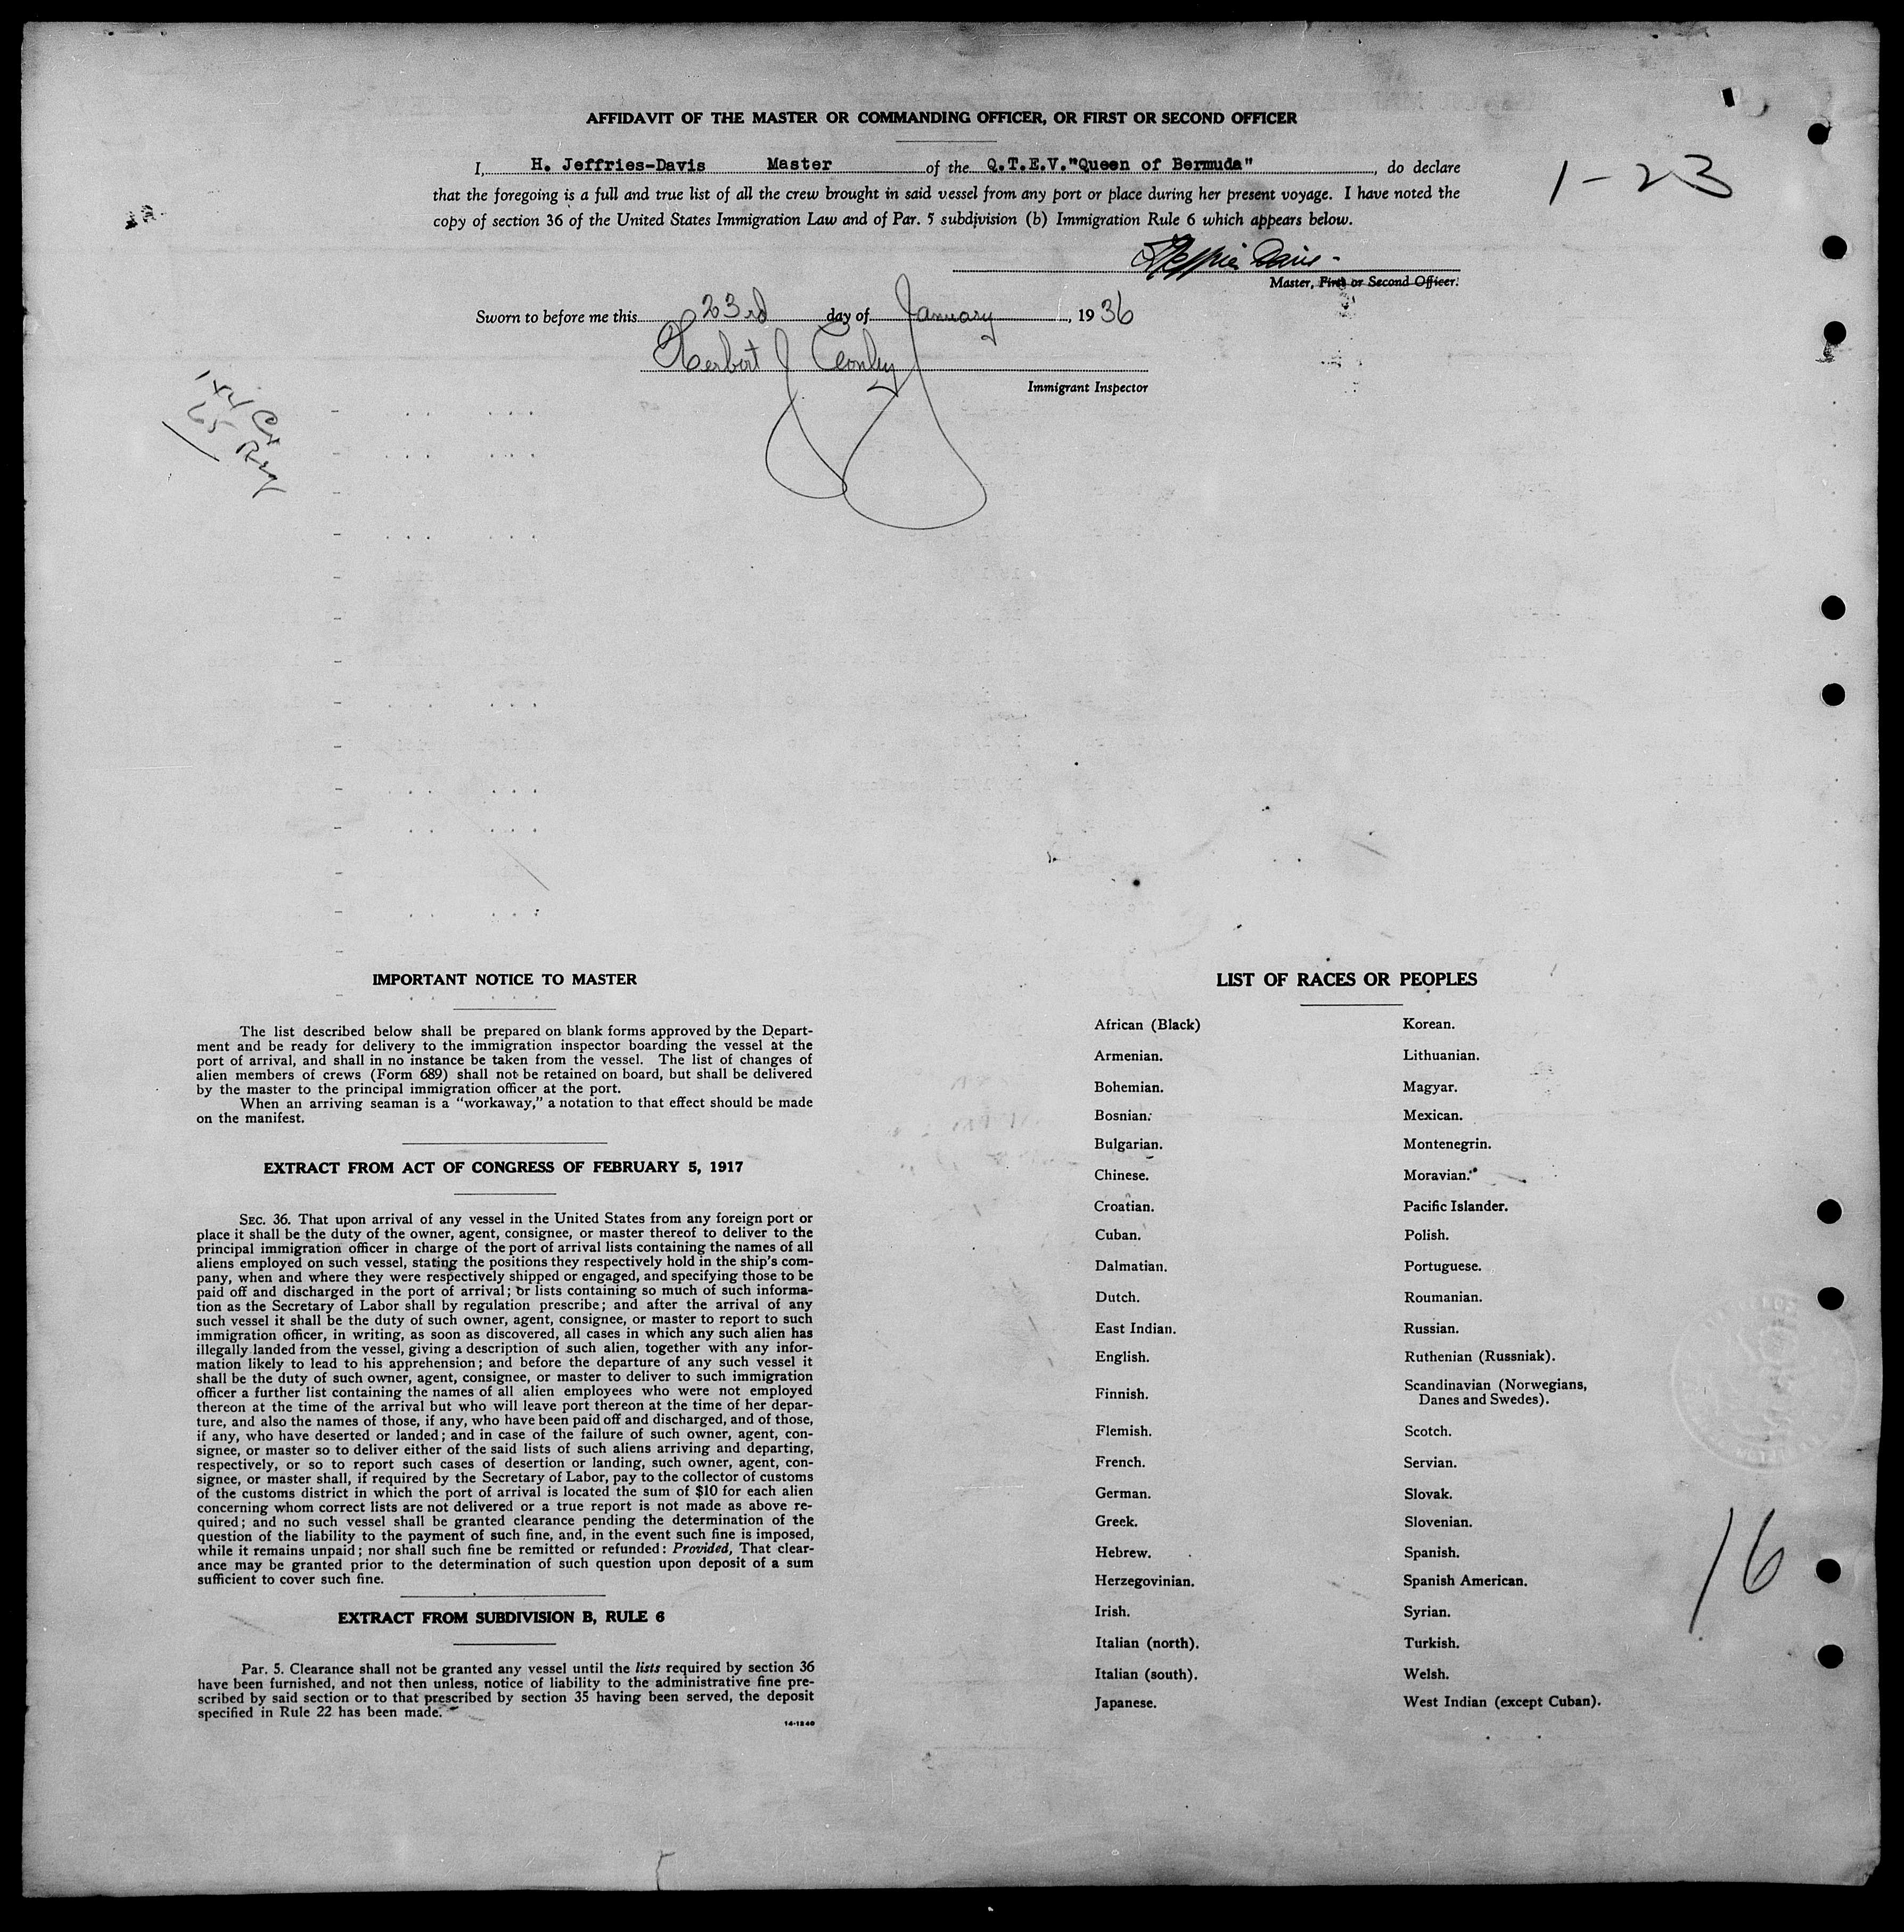 AFFIDAVIT OF THE MASTER OR COMMANDING OFFICER, OR FIRST OR SECOND OFFICER
I, H. Jeffries-Davis Master of the Q.T.E.V."Queen of Bermuda", do declare
that the foregoing is a full and true list of all the crew brought in said vessel from any port or place during her present voyage. I have noted the
copy of section 36 of the United States Immigration Law and of Par. 5 subdivision (b) Immigration Rule 6 which appears below.
1-23
Jeffries Davis
Master, First or Second Officer.
Sworn to before me this 23rd day of January, 1936
Herbert J
Immigrant Inspector
65
IMPORTANT NOTICE TO MASTER
The list described below shall be prepared on blank forms approved by the Depart-
ment and be ready for delivery to the immigration inspector boarding the vessel at the
port of arrival, and shall in no instance be taken from the vessel. The list of changes of
alien members of crews (Form 689) shall not be retained on board, but shall be delivered
by the master to the principal immigration officer at the port.
When an arriving seaman is a "workaway," a notation to that effect should be made
on the manifest.
EXTRACT FROM ACT OF CONGRESS OF FEBRUARY 5, 1917
SEC. 36. That upon arrival of any vessel in the United States from any foreign port or
place it shall be the duty of the owner, agent, consignee, or master thereof to deliver to the
principal immigration officer in charge of the port of arrival lists containing the names of all
aliens employed on such vessel, stating the positions they respectively hold in the ship's com-
pany, when and where they were respectively shipped or engaged, and specifying those to be
paid off and discharged in the port of arrival; or lists containing so much of such informa-
tion as the Secretary of Labor shall by regulation prescribe; and after the arrival of any
such vessel it shall be the duty of such owner, agent, consignee, or master to report to such
immigration officer, in writing, as soon as discovered, all cases in which any such alien has
illegally landed from the vessel, giving a description of such alien, together with any infor-
mation likely to lead to his apprehension; and before the departure of any such vessel it
shall be the duty of such owner, agent, consignee, or master to deliver to such immigration
officer a further list containing the names of all alien employees who were not employed
thereon at the time of the arrival but who will leave port thereon at the time of her depar-
ture, and also the names of those, if any, who have been paid off and discharged, and of those,
if any, who have deserted or landed; and in case of the failure of such owner, agent, con-
signee, or master so to deliver either of the said lists of such aliens arriving and departing,
respectively, or so to report such cases of desertion or landing, such owner, agent, con-
signee, or master shall, if required by the Secretary of Labor, pay to the collector of customs
of the customs district in which the port of arrival is located the sum of $10 for each alien
concerning whom correct lists are not delivered or a true report is not made as above re-
quired; and no such vessel shall be granted clearance pending the determination of the
question of the liability to the payment of such fine, and, in the event such fine is imposed,
while it remains unpaid; nor shall such fine be remitted or refunded: Provided, That clear-
ance may be granted prior to the determination of such question upon deposit of a sum
sufficient to cover such fine.
EXTRACT FROM SUBDIVISION B, RULE 6
Par. 5. Clearance shall not be granted any vessel until the lists required by section 36
have been furnished, and not then unless, notice of liability to the administrative fine pre-
scribed by said section or to that prescribed by section 35 having been served, the deposit
specified in Rule 22 has been made.
14-1240
LIST OF RACES OR PEOPLES
African (Black)
Armenian.
Bohemian.
Bosnian.
Bulgarian.
Chinese.
Croatian.
Cuban.
Dalmatian.
Dutch.
East Indian.
English.
Finnish.
Flemish.
French.
German.
Greek.
Hebrew.
Herzegovinian.
Irish.
Italian (north).
Italian (south).
Japanese.
Korean.
Lithuanian.
Magyar.
Mexican.
Montenegrin.
Moravian.
Pacific Islander.
Polish.
Portuguese.
Roumanian.
Russian.
Ruthenian (Russniak).
Scandinavian (Norwegians,
Danes and Swedes).
Scotch.
Servian.
Slovak.
Slovenian.
Spanish.
Spanish American.
Syrian.
Turkish.
Welsh.
West Indian (except Cuban).
16